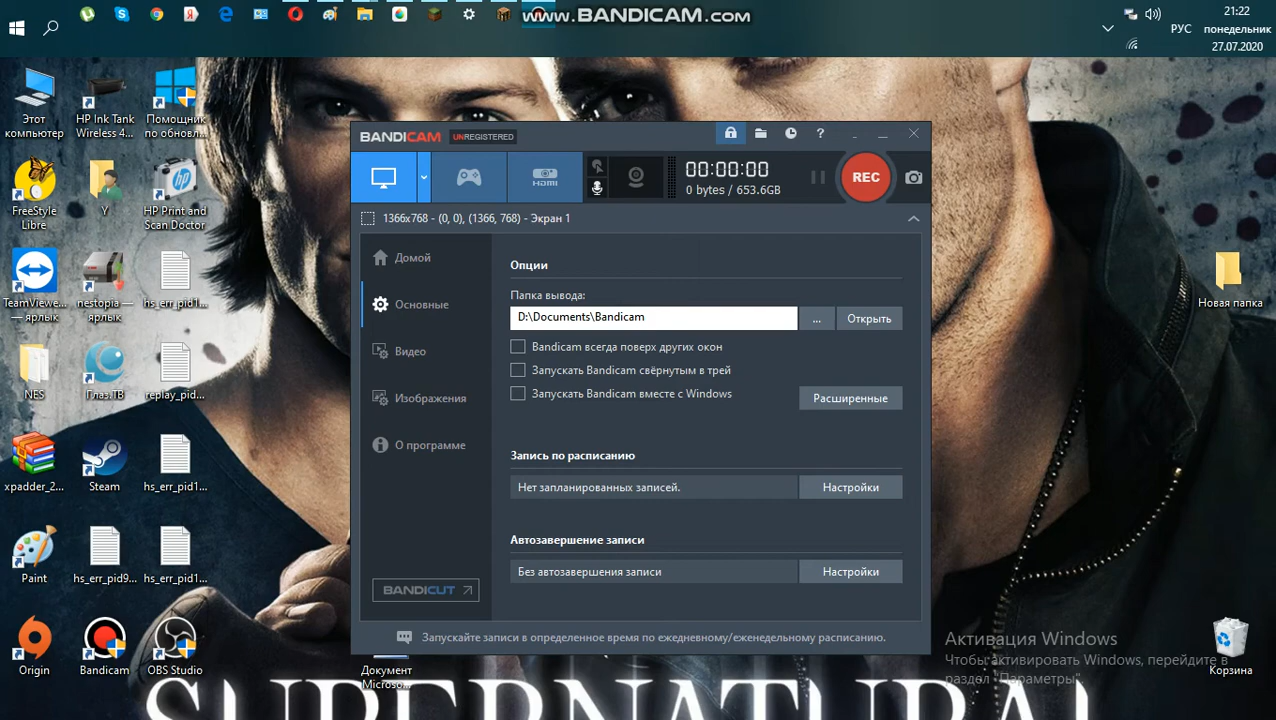 www.BANDICAM.com
21:22
РУС
понедельник
27.07.2020
Этот
компьютер
HP Ink Tank
Wireless 4...
Помощник
по обновл...
FreeStyle
Libre
Y
HP Print and
Scan Doctor
TeamViewe...
— ярлык
nestopia —
ярлык
hs_err_pid1...
NES
Глаз.ТВ
replay_pid...
xpadder_2...
Steam
hs_err_pid1...
Paint
hs_err_pid9...
hs_err_pid1...
Origin
Bandicam
OBS Studio
Документ
Microso...
Новая папка
Корзина
BANDICAM
UNREGISTERED
HDMI
00:00:00
0 bytes / 653.6GB
REC
1366x768 - (0, 0), (1366, 768) - Экран 1
Домой
Основные
Видео
Изображения
О программе
BANDICUT
Опции
Папка вывода:
D:\Documents\Bandicam
...
Открыть
Bandicam всегда поверх других окон
Запускать Bandicam свёрнутым в трей
Запускать Bandicam вместе с Windows
Расширенные
Запись по расписанию
Нет запланированных записей.
Настройки
Автозавершение записи
Без автозавершения записи
Настройки
Запускайте записи в определенное время по ежедневному/еженедельному расписанию.
Активация Windows
Чтобы активировать Windows, перейдите в
раздел "Параметры".
SUPERNATURAL